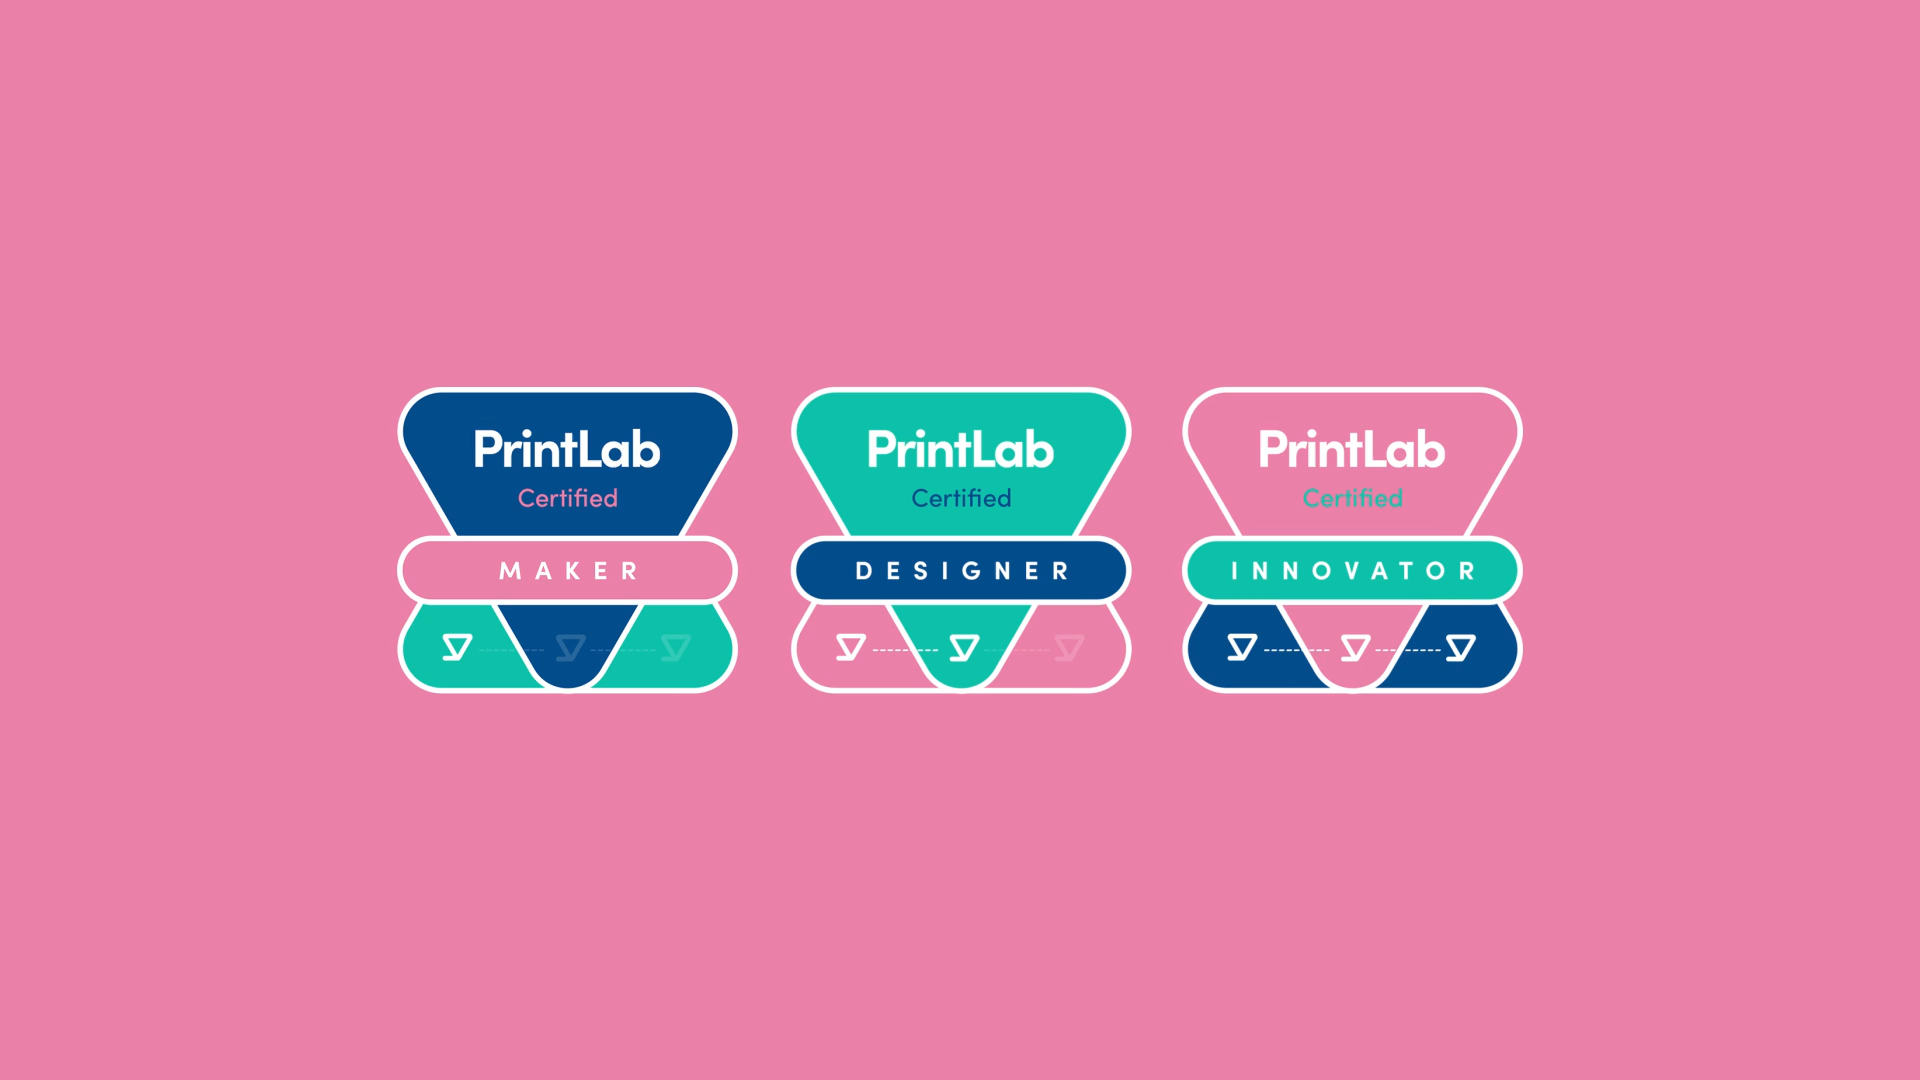 PrintLab
Certified
MAKER
PrintLab
Certified
DESIGNER
PrintLab
Certified
INNOVATOR